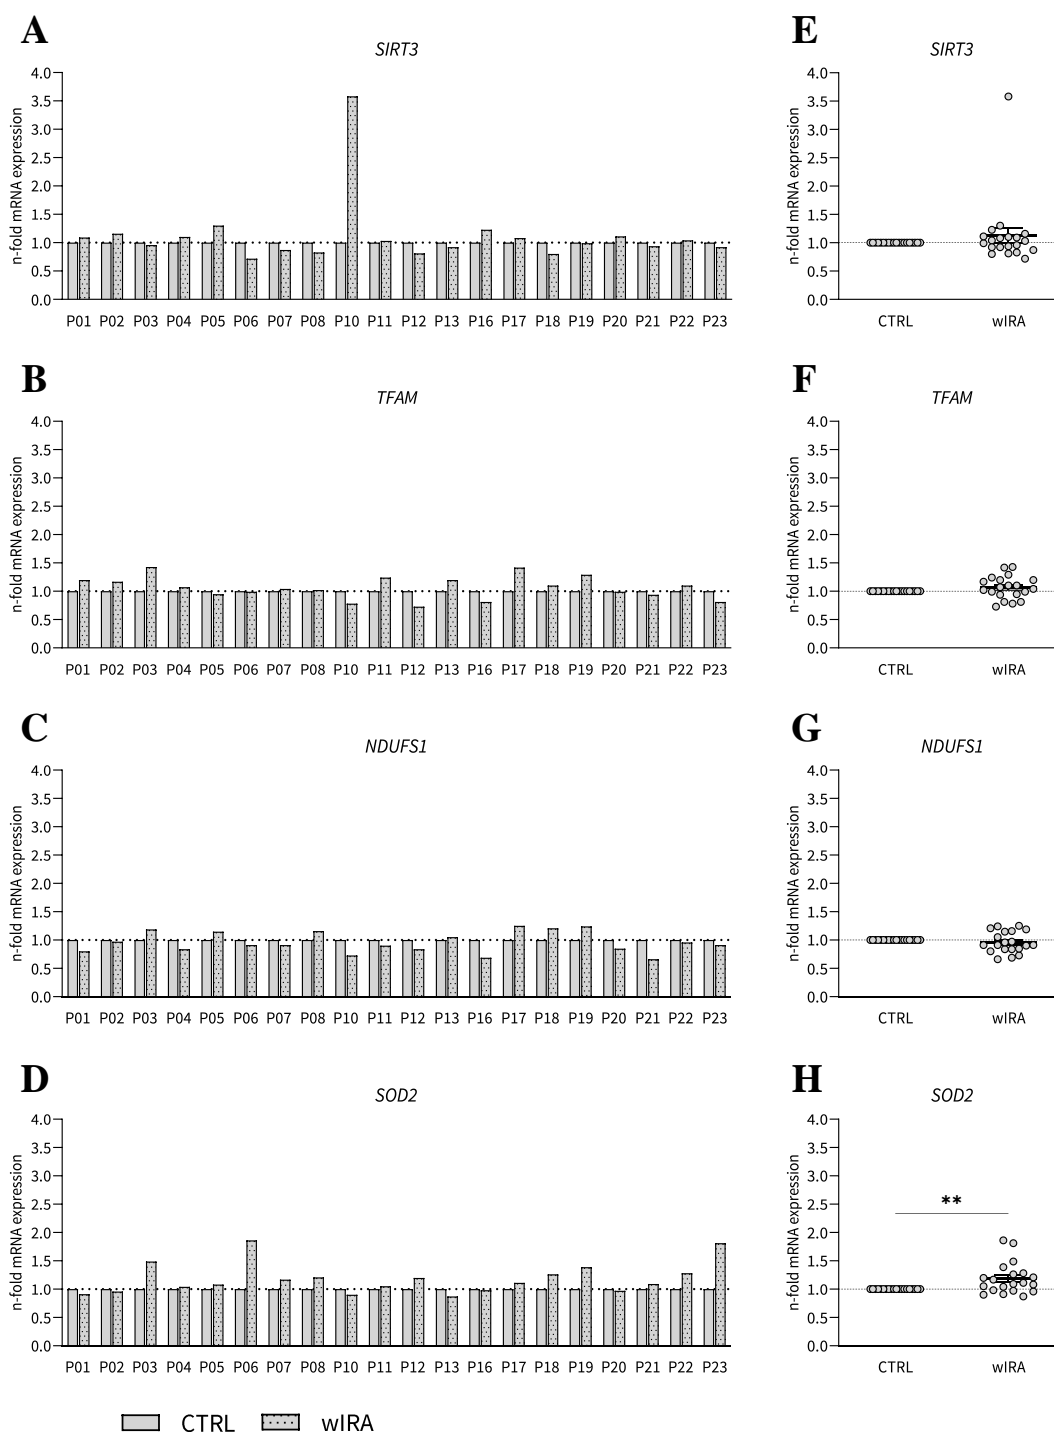 A
SIRT3
n-fold mRNA expression
4.0
3.5
3.0
2.5
2.0
1.5
1.0
0.5
0.0
P01 P02 P03 P04 P05 P06 P07 P08 P10 P11 P12 P13 P16 P17 P18 P19 P20 P21 P22 P23
E
SIRT3
n-fold mRNA expression
4.0
3.5
3.0
2.5
2.0
1.5
1.0
0.5
0.0
CTRL wIRA
B
TFAM
n-fold mRNA expression
4.0
3.5
3.0
2.5
2.0
1.5
1.0
0.5
0.0
P01 P02 P03 P04 P05 P06 P07 P08 P10 P11 P12 P13 P16 P17 P18 P19 P20 P21 P22 P23
F
TFAM
n-fold mRNA expression
4.0
3.5
3.0
2.5
2.0
1.5
1.0
0.5
0.0
CTRL wIRA
C
NDUFS1
n-fold mRNA expression
4.0
3.5
3.0
2.5
2.0
1.5
1.0
0.5
0.0
P01 P02 P03 P04 P05 P06 P07 P08 P10 P11 P12 P13 P16 P17 P18 P19 P20 P21 P22 P23
G
NDUFS1
n-fold mRNA expression
4.0
3.5
3.0
2.5
2.0
1.5
1.0
0.5
0.0
CTRL wIRA
D
SOD2
n-fold mRNA expression
4.0
3.5
3.0
2.5
2.0
1.5
1.0
0.5
0.0
P01 P02 P03 P04 P05 P06 P07 P08 P10 P11 P12 P13 P16 P17 P18 P19 P20 P21 P22 P23
H
SOD2
n-fold mRNA expression
4.0
3.5
3.0
2.5
2.0
1.5
1.0
0.5
0.0
**
CTRL wIRA
CTRL wIRA